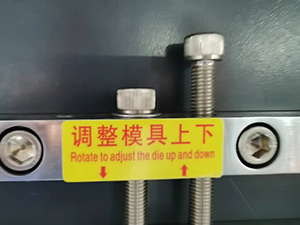 调整模具上下
Rotate to adjust the die up and down